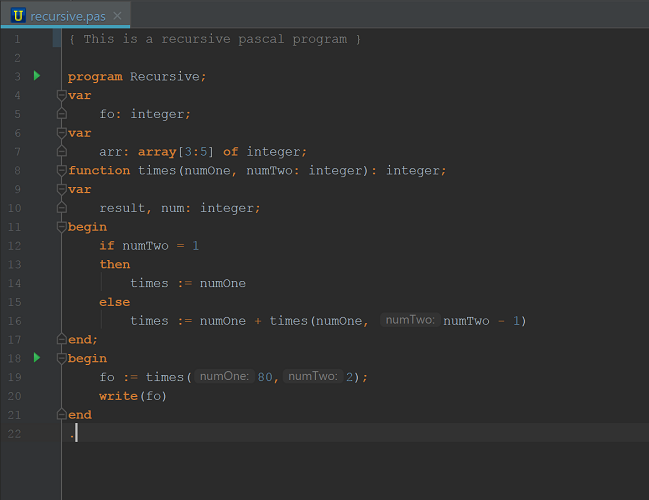 recursive.pas
1 { This is a recursive pascal program }
2
3 program Recursive;
4 var
5 fo: integer;
6 var
7 arr: array[3:5] of integer;
8 function times(numOne, numTwo: integer): integer;
9 var
10 result, num: integer;
11 begin
12 if numTwo = 1
13 then
14 times := numOne
15 else
16 times := numOne + times(numOne, numTwo: numTwo - 1)
17 end;
18 begin
19 fo := times( numOne: 80, numTwo: 2);
20 write(fo)
21 end
22 .